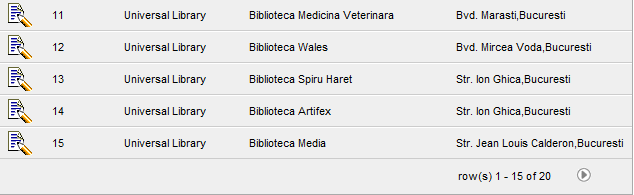 11 Universal Library Biblioteca Medicina Veterinara Bvd. Marasti,Bucuresti
12 Universal Library Biblioteca Wales Bvd. Mircea Voda,Bucuresti
13 Universal Library Biblioteca Spiru Haret Str. Ion Ghica,Bucuresti
14 Universal Library Biblioteca Artifex Str. Ion Ghica,Bucuresti
15 Universal Library Biblioteca Media Str. Jean Louis Calderon,Bucuresti
row(s) 1 - 15 of 20